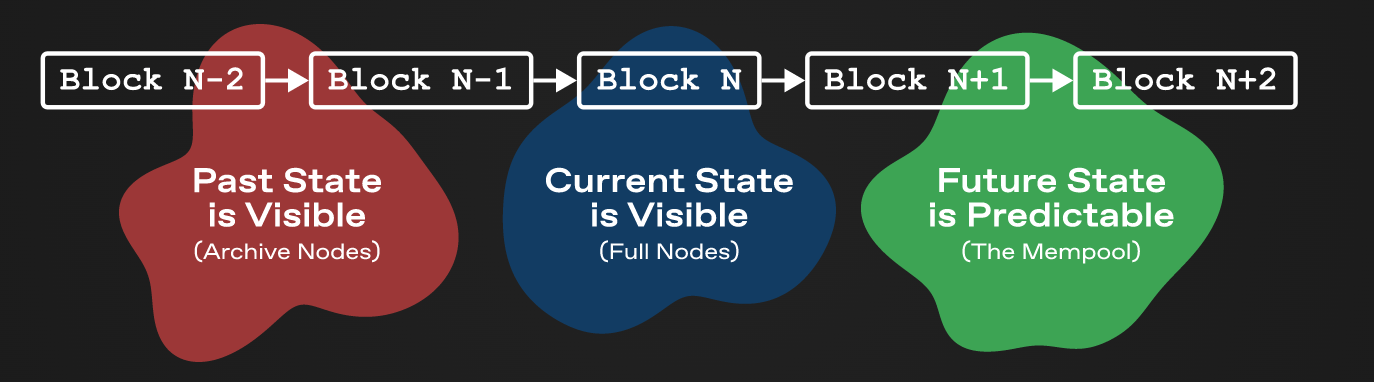 Block N-2
Block N-1
Block N
Block N+1
Block N+2
Past State
is Visible
(Archive Nodes)
Current State
is Visible
(Full Nodes)
Future State
is Predictable
(The Mempool)